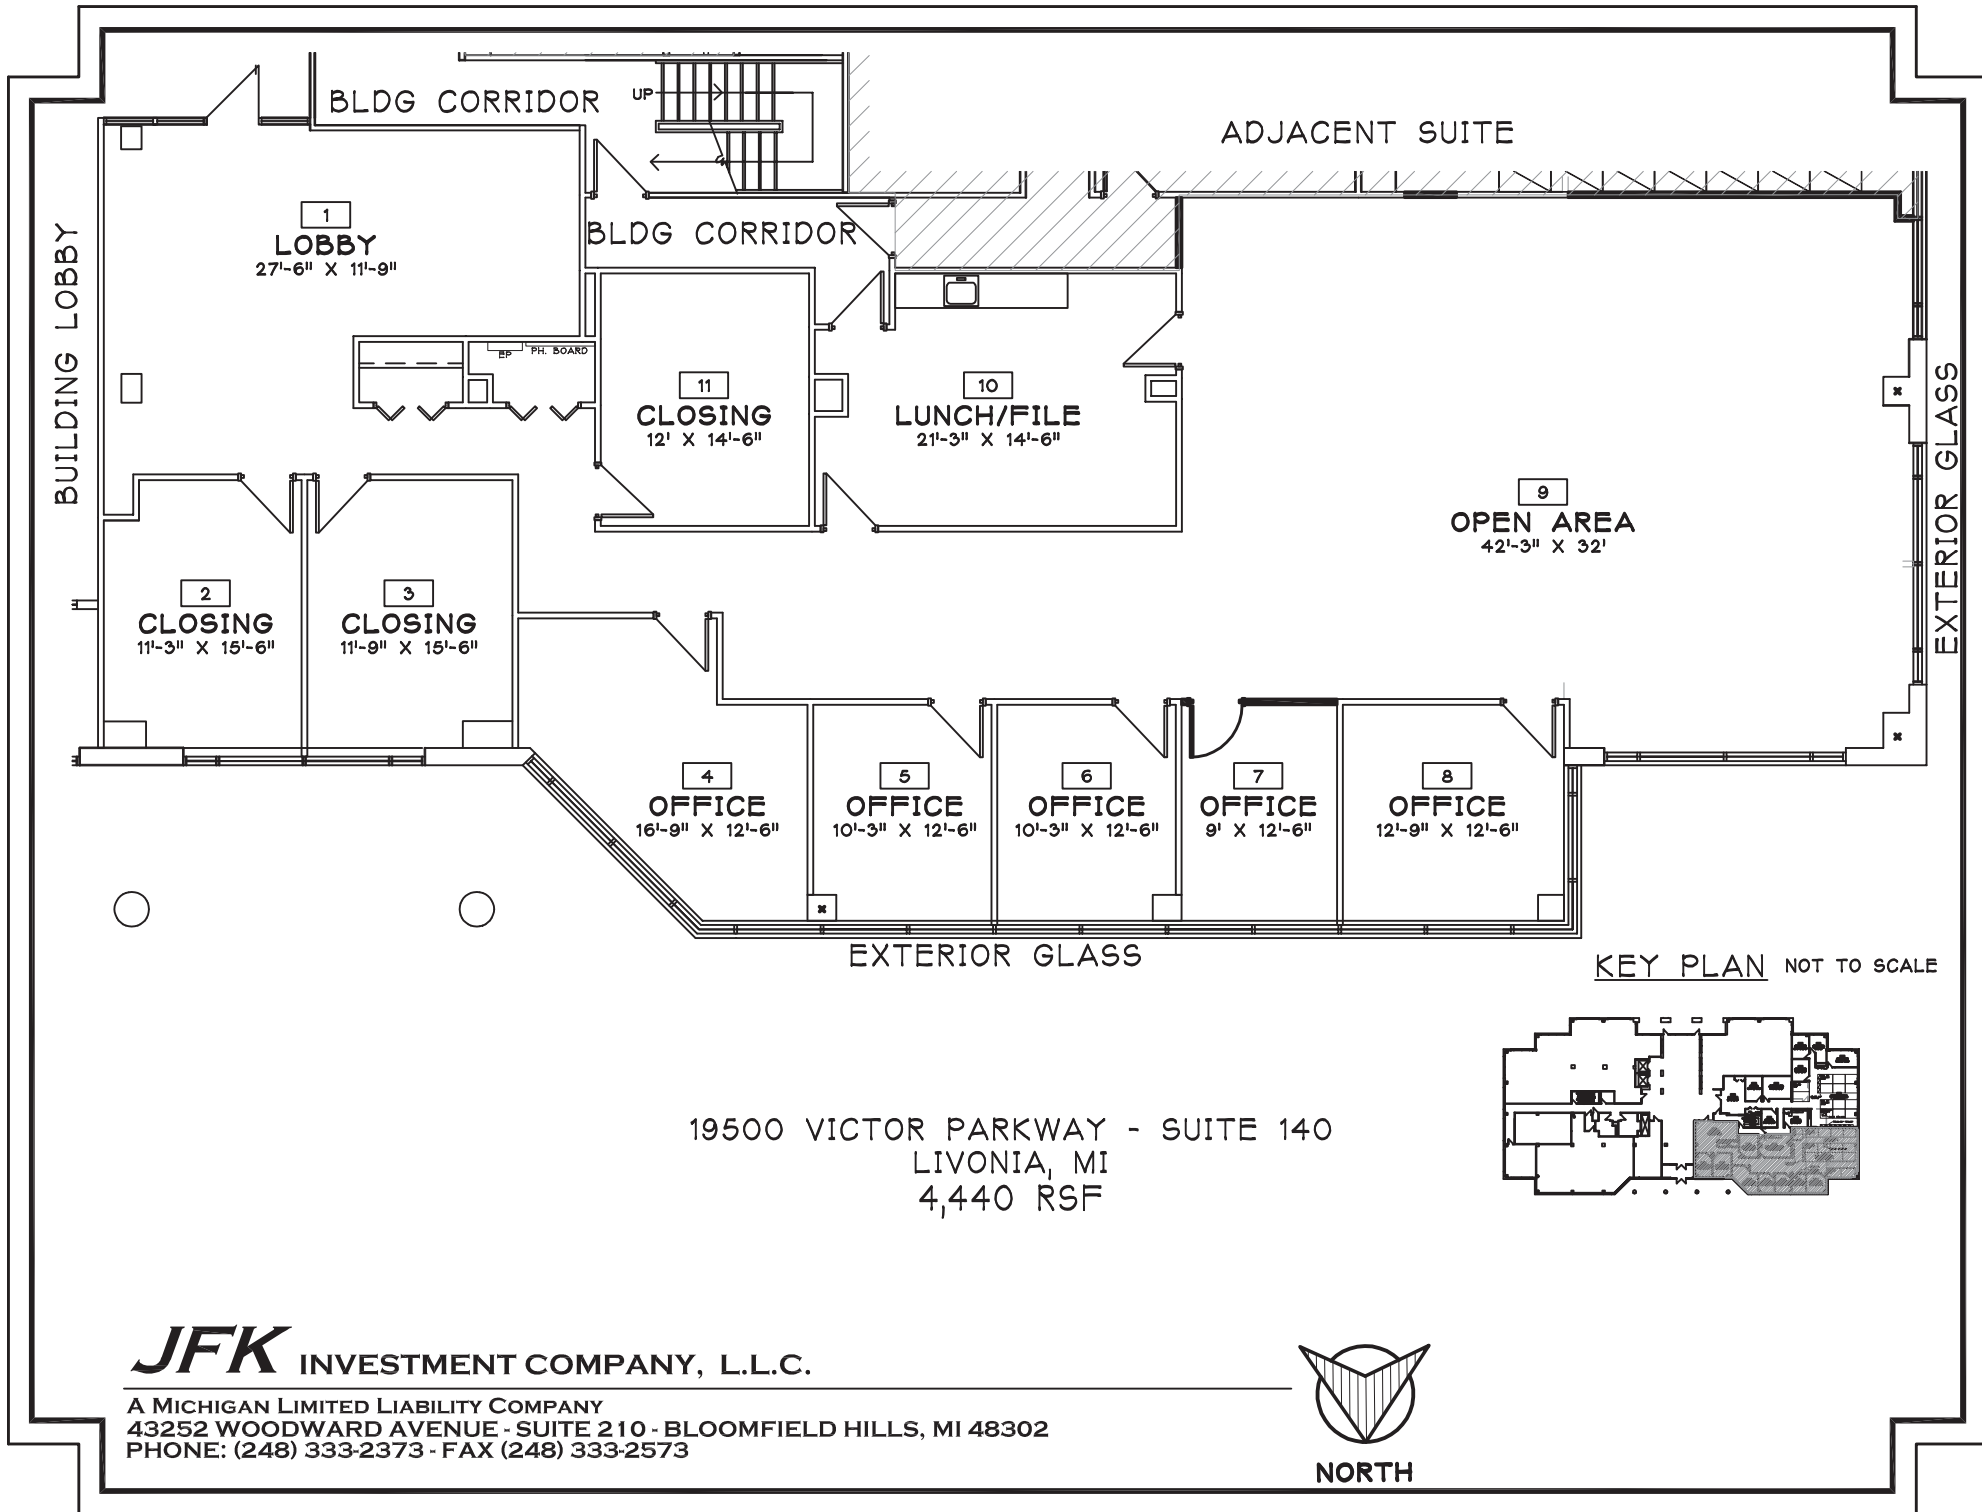 BLDG CORRIDOR
UP
ADJACENT SUITE
BUILDING LOBBY
1
LOBBY
27'-6" X 11'-9"
BLDG CORRIDOR
EP
PH. BOARD
11
CLOSING
12' X 14'-6"
10
LUNCH/FILE
21'-3" X 14'-6"
9
OPEN AREA
42'-3" X 32'
EXTERIOR GLASS
2
CLOSING
11'-3" X 15'-6"
3
CLOSING
11'-9" X 15'-6"
4
OFFICE
16'-9" X 12'-6"
5
OFFICE
10'-3" X 12'-6"
6
OFFICE
10'-3" X 12'-6"
7
OFFICE
9' X 12'-6"
8
OFFICE
12'-9" X 12'-6"
EXTERIOR GLASS
KEY PLAN NOT TO SCALE
19500 VICTOR PARKWAY - SUITE 140
LIVONIA, MI
4,440 RSF
JFK INVESTMENT COMPANY, L.L.C.
A MICHIGAN LIMITED LIABILITY COMPANY
43252 WOODWARD AVENUE - SUITE 210 - BLOOMFIELD HILLS, MI 48302
PHONE: (248) 333-2373 - FAX (248) 333-2573
NORTH